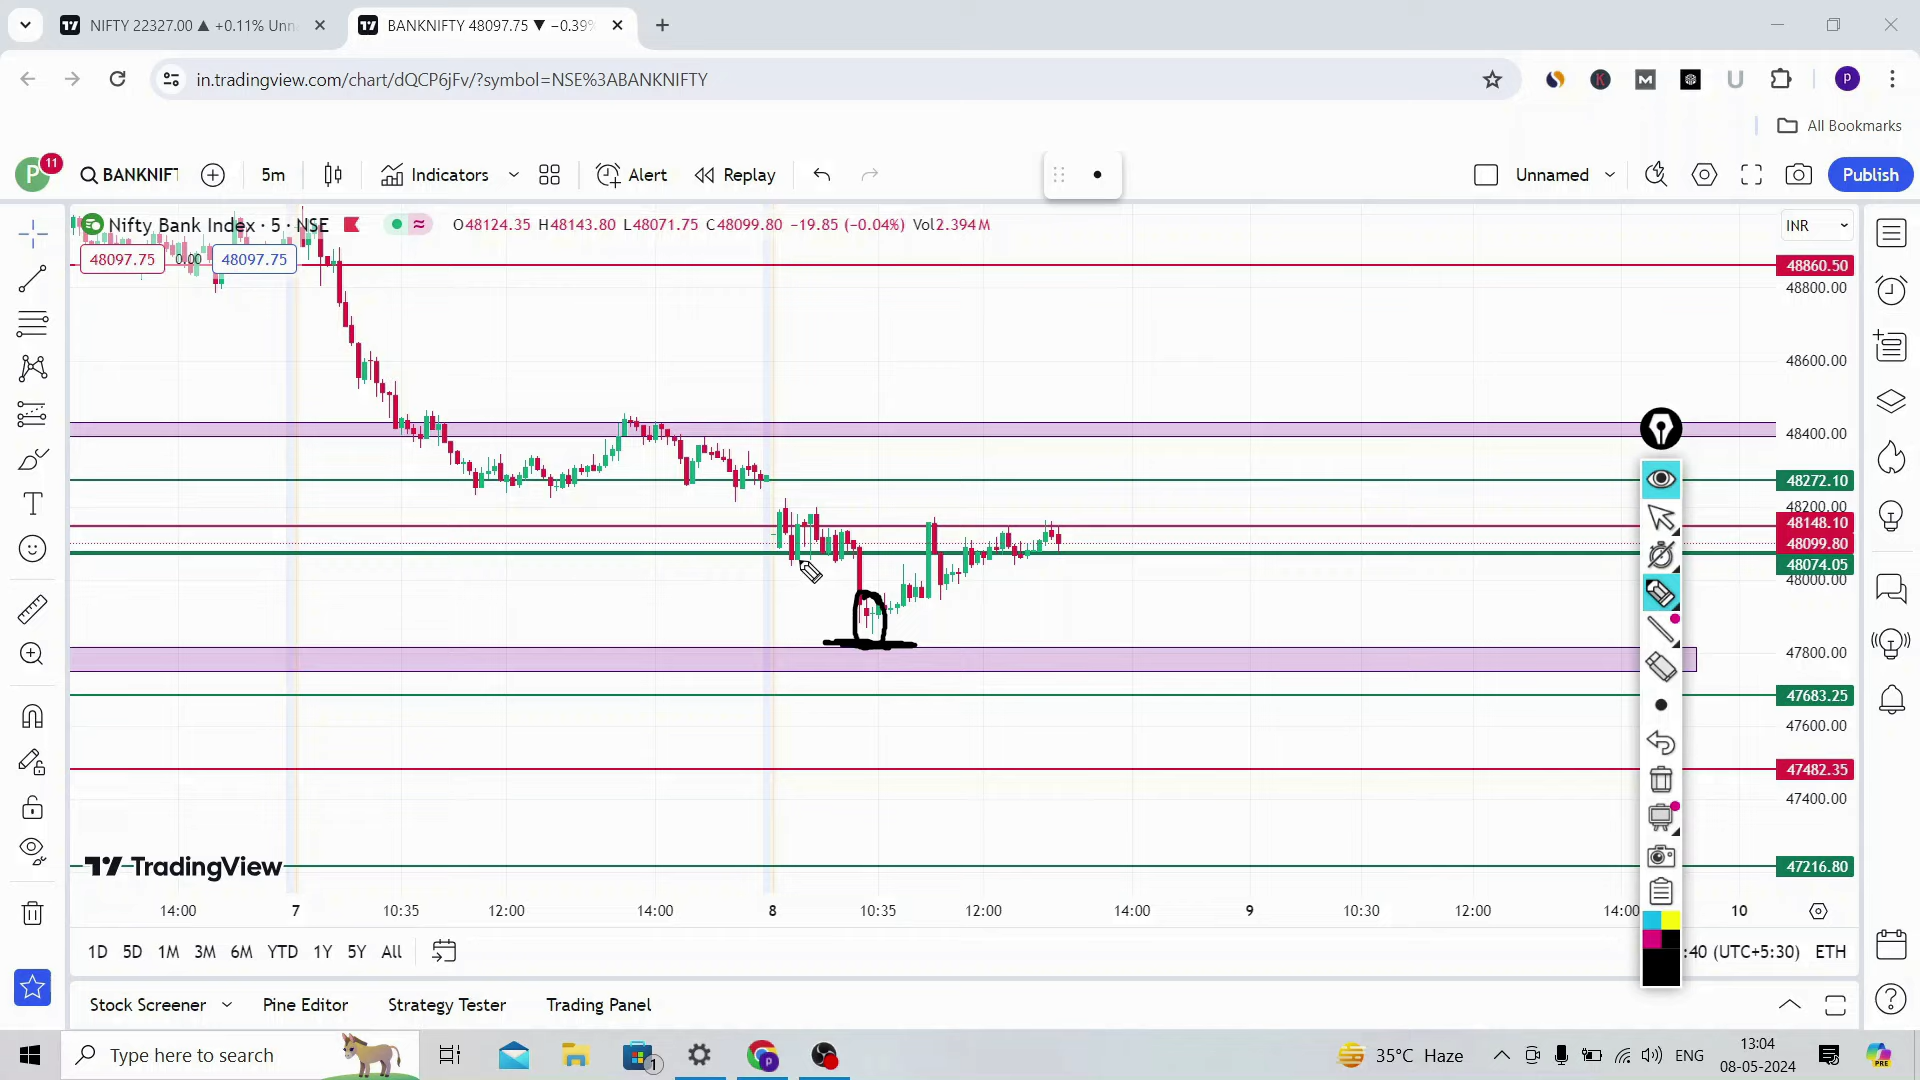 NIFTY 22327.00 ▲ +0.11% Unn
BANKNIFTY 48097.75 ▼ −0.39%
in.tradingview.com/chart/dQCP6jFv/?symbol=NSE%3ABANKNIFTY
K M U P
All Bookmarks
P 11 BANKNIFT 5m Indicators Alert Replay Unnamed Publish
Nifty Bank Index · 5 · NSE O48124.35 H48143.80 L48071.75 C48099.80 −19.85 (−0.04%) Vol2.394 M INR
48097.75 0.00 48097.75
48860.50
48800.00
48600.00
48400.00
48272.10
48200.00
48148.10
48099.80
48074.05
48000.00
47800.00
47683.25
47600.00
47482.35
47400.00
47216.80
TradingView
14:00 7 10:35 12:00 14:00 8 10:35 12:00 14:00 9 10:30 12:00 14:00 10
1D 5D 1M 3M 6M YTD 1Y 5Y All :40 (UTC+5:30) ETH
Stock Screener Pine Editor Strategy Tester Trading Panel
Type here to search 1 35°C Haze ENG 13:04
08-05-2024
PRE